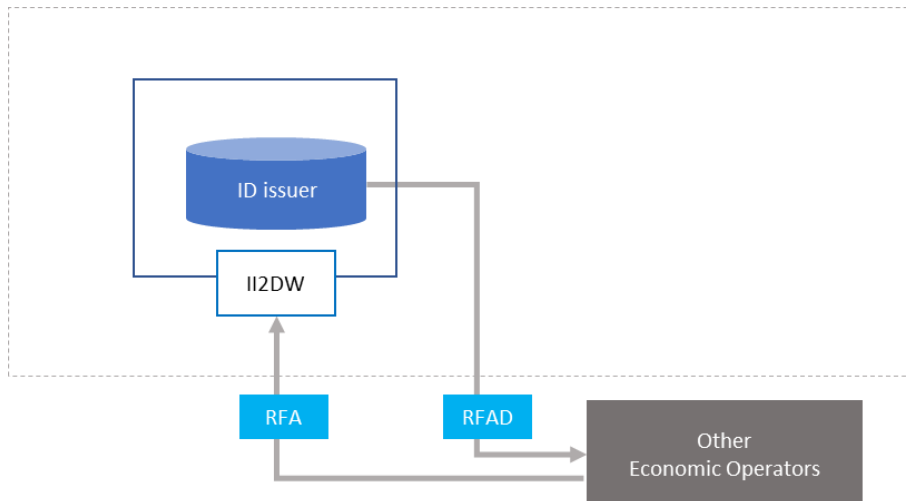 ID issuer
II2DW
RFA
RFAD
Other
Economic Operators